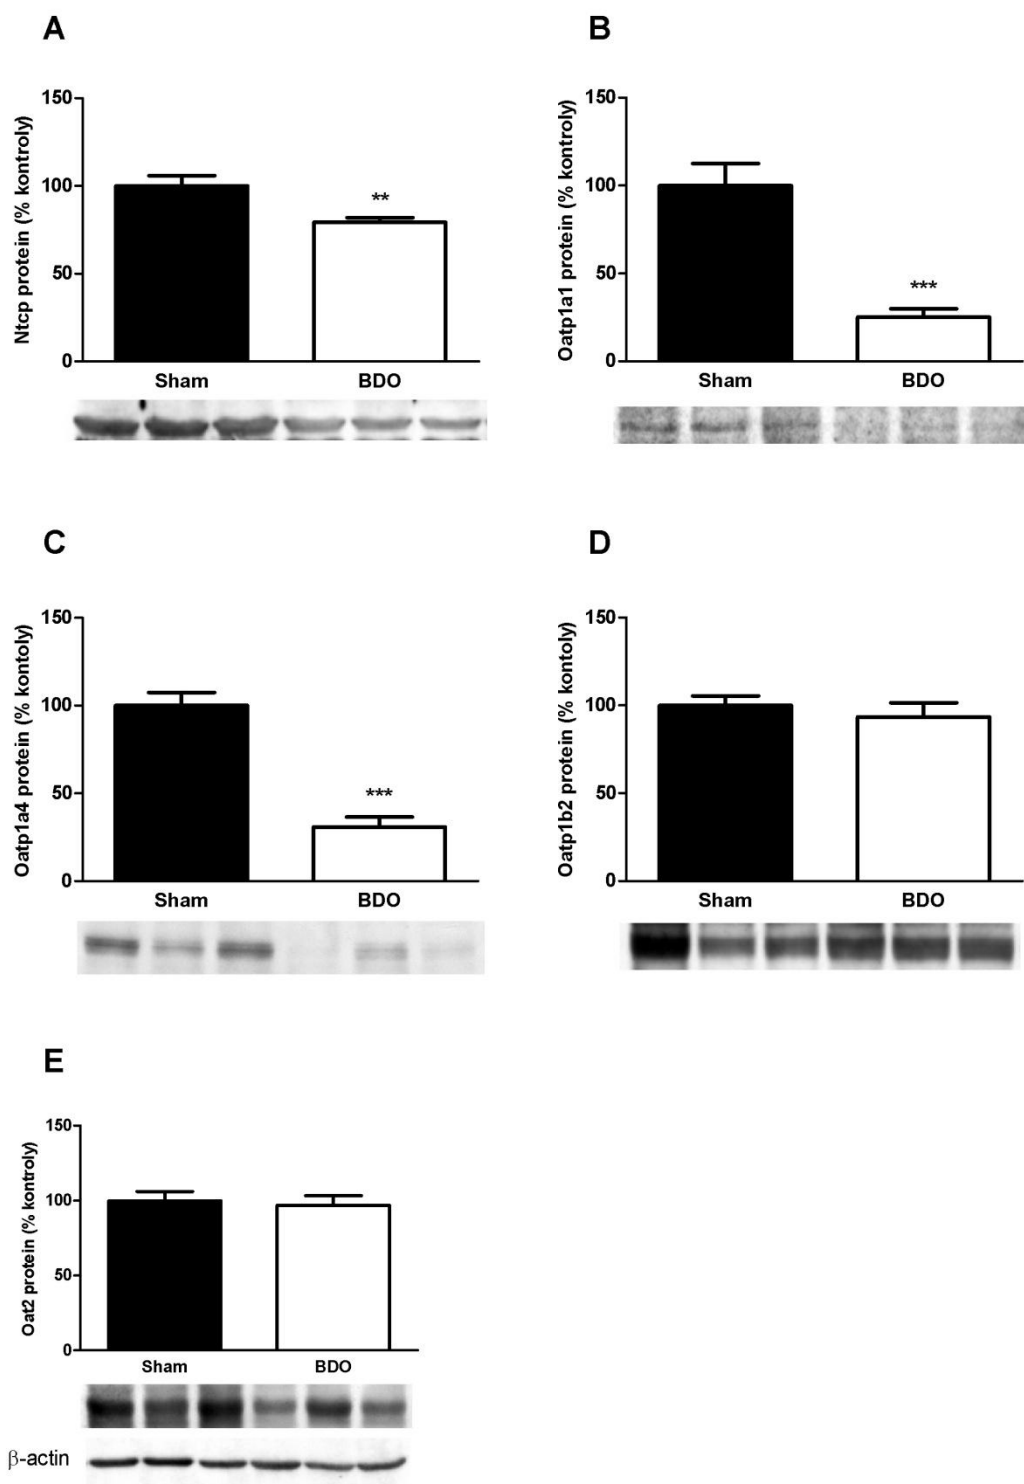 A
Ntcp protein (% kontroly)
150
100
50
0
**
Sham BDO
B
Oatp1a1 protein (% kontroly)
150
100
50
0
***
Sham BDO
C
Oatp1a4 protein (% kontoly)
150
100
50
0
***
Sham BDO
D
Oatp1b2 protein (% kontoly)
150
100
50
0
Sham BDO
E
Oat2 protein (% kontroly)
150
100
50
0
Sham BDO
β-actin